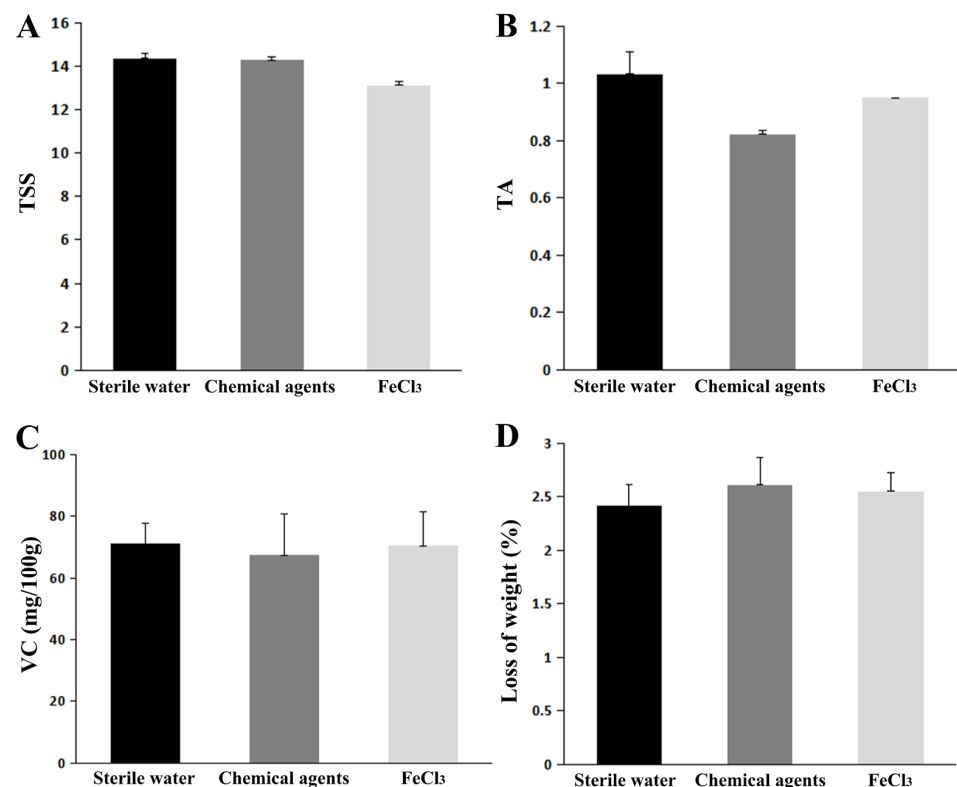 A
TSS
16
14
12
10
8
6
4
2
0
Sterile water Chemical agents FeCl₃
B
TA
1.2
1
0.8
0.6
0.4
0.2
0
Sterile water Chemical agents FeCl₃
C
VC (mg/100g)
100
80
60
40
20
0
Sterile water Chemical agents FeCl₃
D
Loss of weight (%)
3
2.5
2
1.5
1
0.5
0
Sterile water Chemical agents FeCl₃